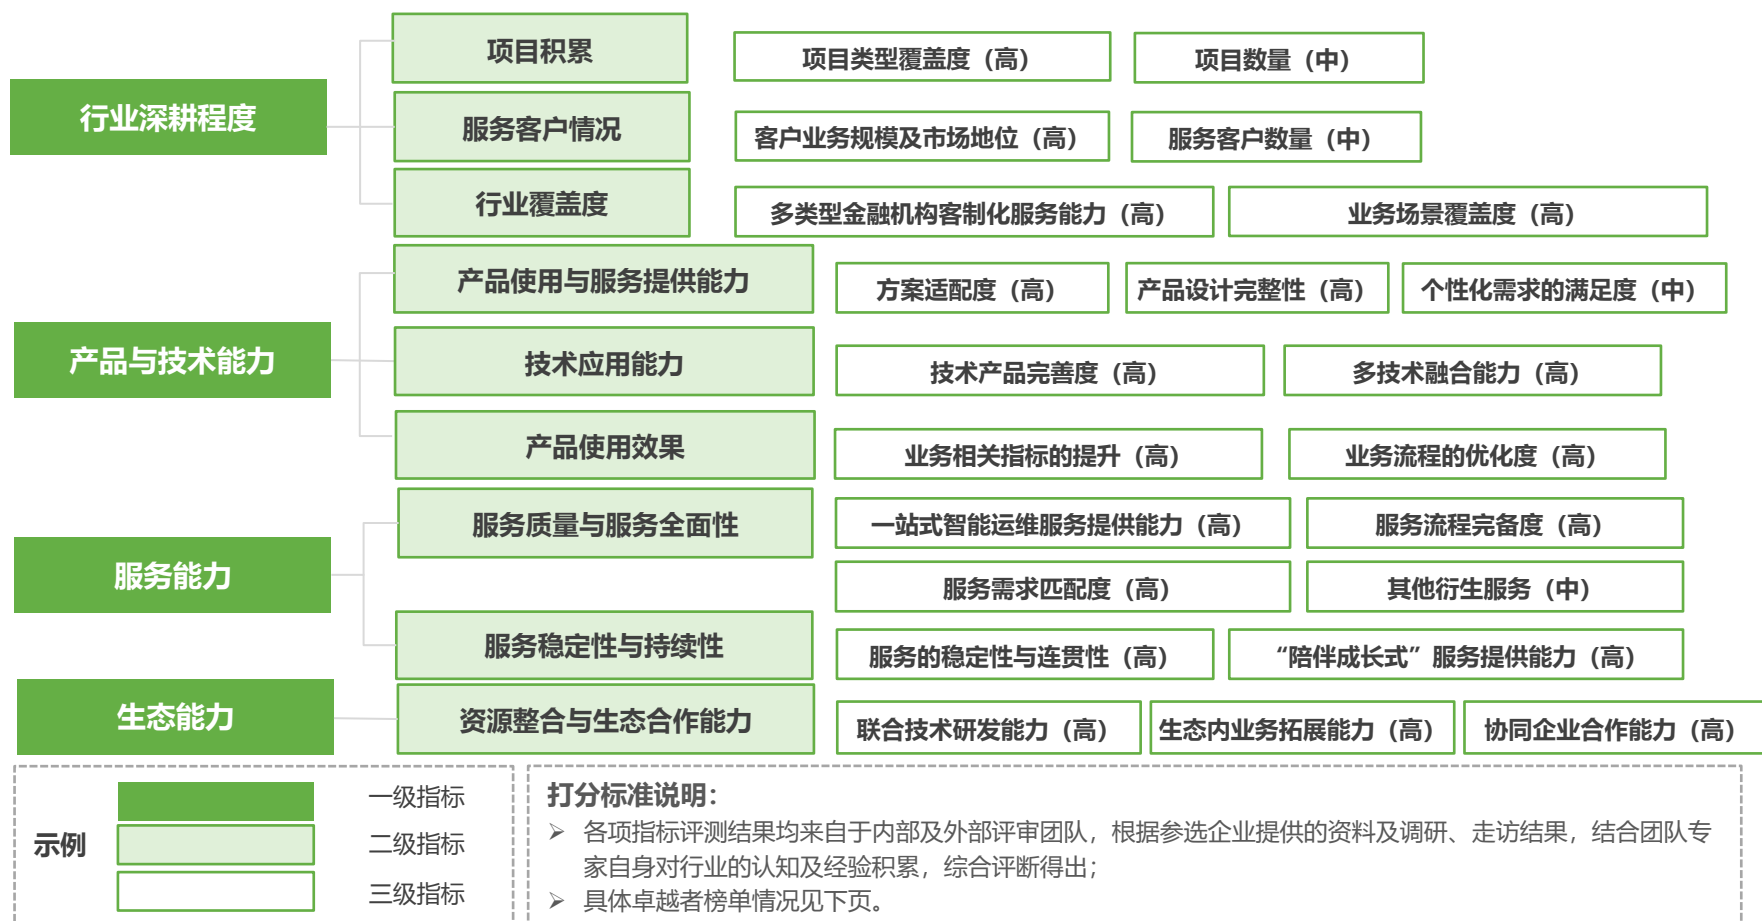 行业深耕程度
项目积累
项目类型覆盖度（高）
项目数量（中）
服务客户情况
客户业务规模及市场地位（高）
服务客户数量（中）
行业覆盖度
多类型金融机构客制化服务能力（高）
业务场景覆盖度（高）
产品与技术能力
产品使用与服务提供能力
方案适配度（高）
产品设计完整性（高）
个性化需求的满足度（中）
技术应用能力
技术产品完善度（高）
多技术融合能力（高）
产品使用效果
业务相关指标的提升（高）
业务流程的优化度（高）
服务能力
服务质量与服务全面性
一站式智能运维服务提供能力（高）
服务流程完备度（高）
服务需求匹配度（高）
其他衍生服务（中）
服务稳定性与持续性
服务的稳定性与连贯性（高）
“陪伴成长式”服务提供能力（高）
生态能力
资源整合与生态合作能力
联合技术研发能力（高）
生态内业务拓展能力（高）
协同企业合作能力（高）
示例
一级指标
二级指标
三级指标
打分标准说明：
➢ 各项指标评测结果均来自于内部及外部评审团队，根据参选企业提供的资料及调研、走访结果，结合团队专
家自身对行业的认知及经验积累，综合评断得出；
➢ 具体卓越者榜单情况见下页。